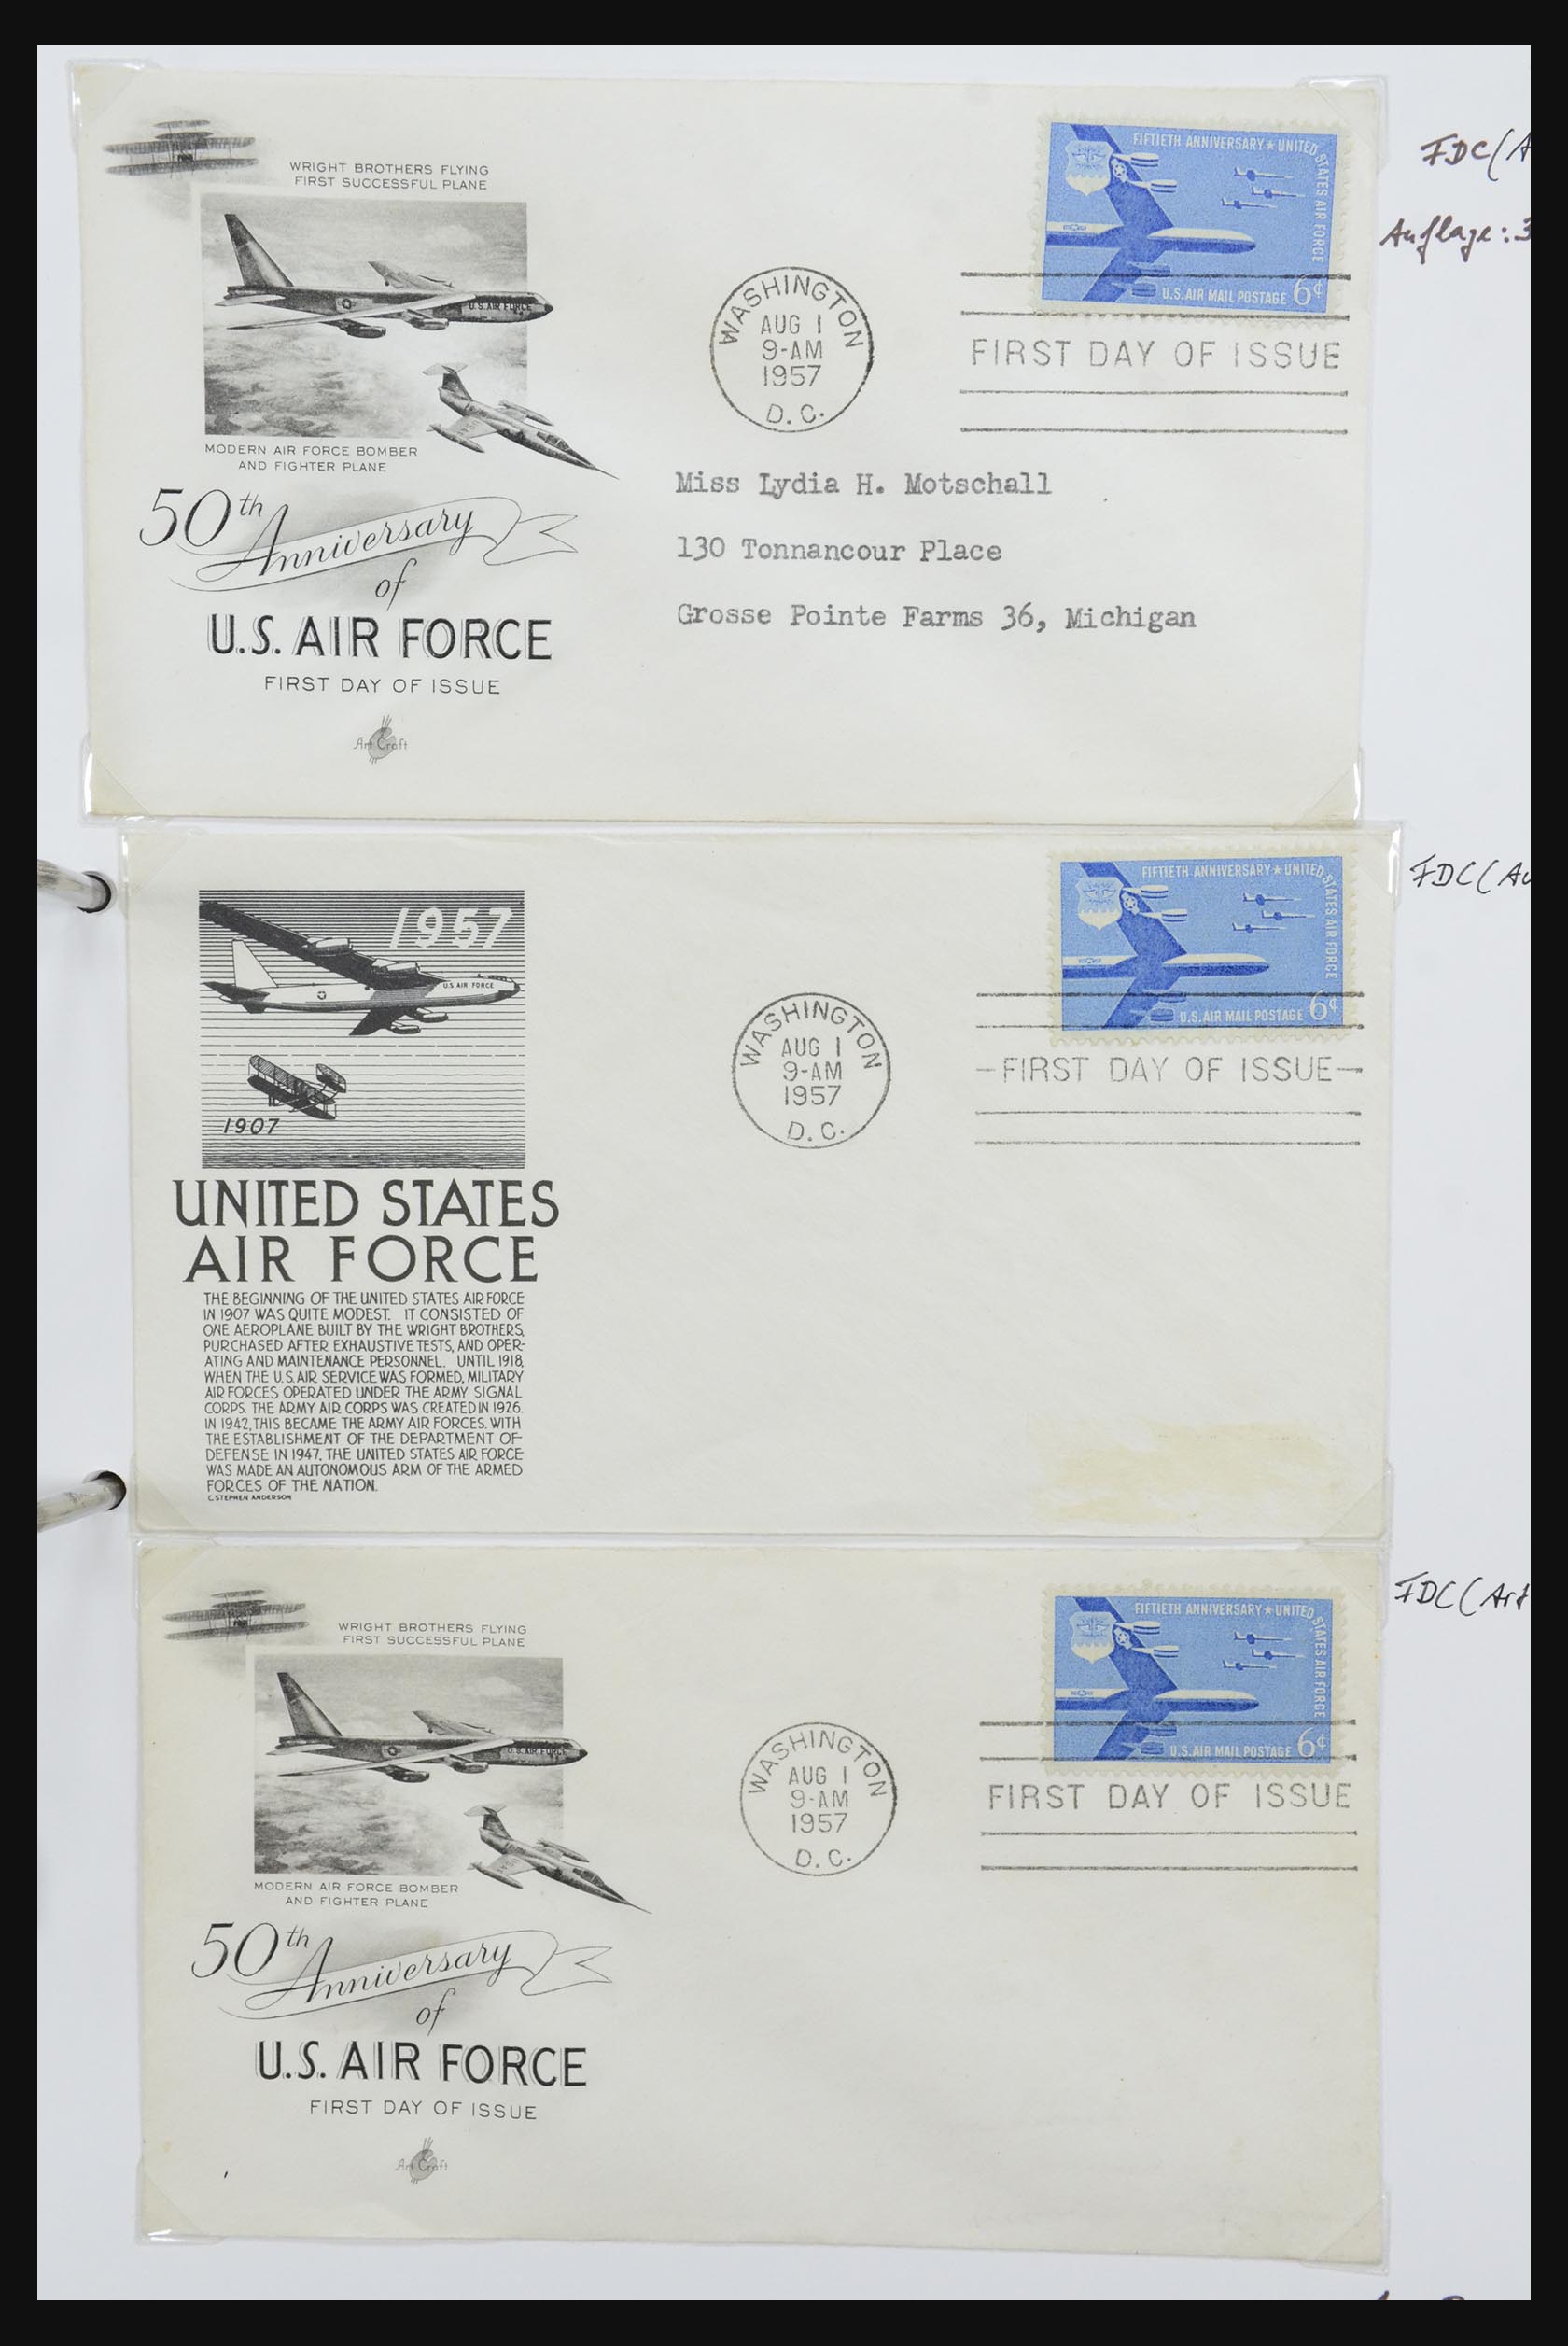 WRIGHT BROTHERS FLYING
FIRST SUCCESSFUL PLANE
U.S. AIR FORCE
MODERN AIR FORCE BOMBER
AND FIGHTER PLANE
50th
Anniversary
of
U.S. AIR FORCE
FIRST DAY OF ISSUE
Art Craft
WASHINGTON
AUG 1
9-AM
1957
D. C.
FIFTIETH ANNIVERSARY ★ UNITED STATES AIR FORCE
U.S. AIR MAIL POSTAGE 6¢
FIRST DAY OF ISSUE
Miss Lydia H. Motschall
130 Tonnancour Place
Grosse Pointe Farms 36, Michigan
FDC (A
Auflage: 3
1957
U.S AIR FORCE
1907
UNITED STATES
AIR FORCE
THE BEGINNING OF THE UNITED STATES AIR FORCE
IN 1907 WAS QUITE MODEST. IT CONSISTED OF
ONE AEROPLANE BUILT BY THE WRIGHT BROTHERS,
PURCHASED AFTER EXHAUSTIVE TESTS, AND OPER-
ATING AND MAINTENANCE PERSONNEL. UNTIL 1918,
WHEN THE U.S. AIR SERVICE WAS FORMED, MILITARY
AIR FORCES OPERATED UNDER THE ARMY SIGNAL
CORPS. THE ARMY AIR CORPS WAS CREATED IN 1926.
IN 1942, THIS BECAME THE ARMY AIR FORCES. WITH
THE ESTABLISHMENT OF THE DEPARTMENT OF
DEFENSE IN 1947, THE UNITED STATES AIR FORCE
WAS MADE AN AUTONOMOUS ARM OF THE ARMED
FORCES OF THE NATION.
C. STEPHEN ANDERSON
WASHINGTON
AUG 1
9-AM
1957
D. C.
FIFTIETH ANNIVERSARY ★ UNITED STATES AIR FORCE
U.S. AIR MAIL POSTAGE 6¢
—FIRST DAY OF ISSUE—
FDC (
WRIGHT BROTHERS FLYING
FIRST SUCCESSFUL PLANE
U.S. AIR FORCE
MODERN AIR FORCE BOMBER
AND FIGHTER PLANE
50th
Anniversary
of
U.S. AIR FORCE
FIRST DAY OF ISSUE
Art Craft
WASHINGTON
AUG 1
9-AM
1957
D. C.
FIFTIETH ANNIVERSARY ★ UNITED STATES AIR FORCE
U.S. AIR MAIL POSTAGE 6¢
FIRST DAY OF ISSUE
FDC (Art